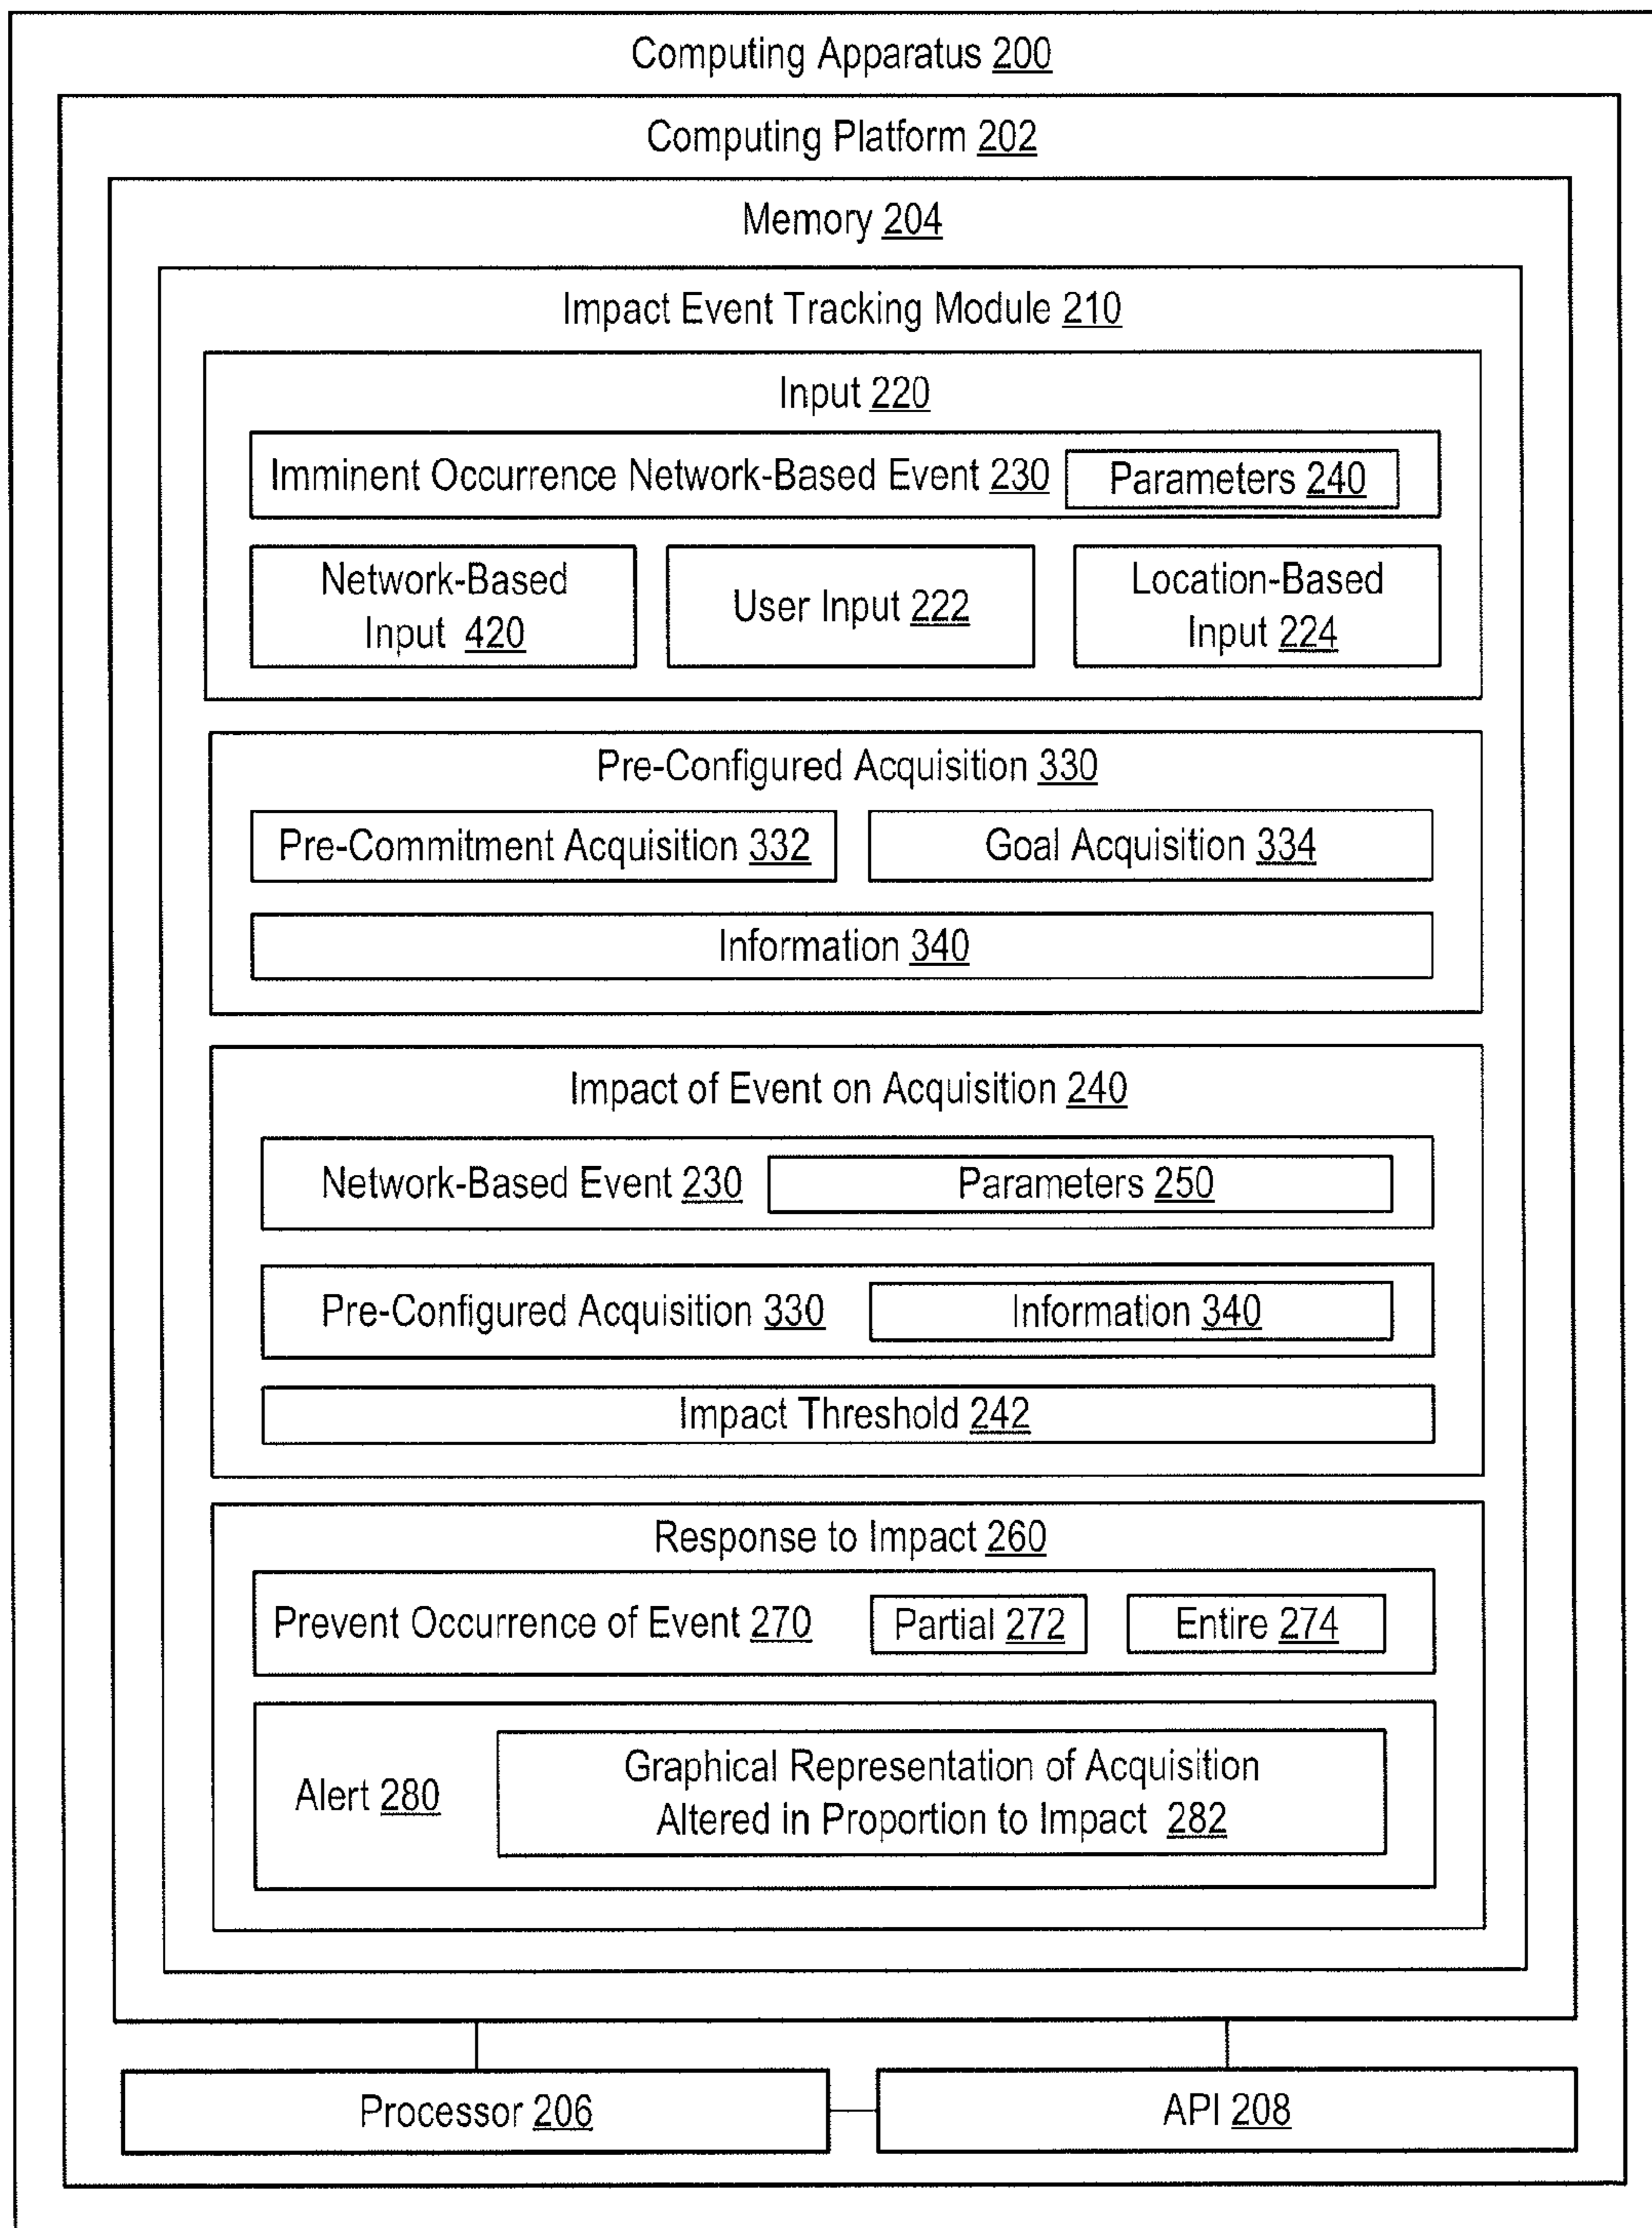 Computing Apparatus 200
Computing Platform 202
Memory 204
Impact Event Tracking Module 210
Input 220
Imminent Occurrence Network-Based Event 230 Parameters 240
Network-Based
Input 420
User Input 222
Location-Based
Input 224
Pre-Configured Acquisition 330
Pre-Commitment Acquisition 332
Goal Acquisition 334
Information 340
Impact of Event on Acquisition 240
Network-Based Event 230 Parameters 250
Pre-Configured Acquisition 330 Information 340
Impact Threshold 242
Response to Impact 260
Prevent Occurrence of Event 270 Partial 272 Entire 274
Alert 280
Graphical Representation of Acquisition
Altered in Proportion to Impact 282
Processor 206
API 208